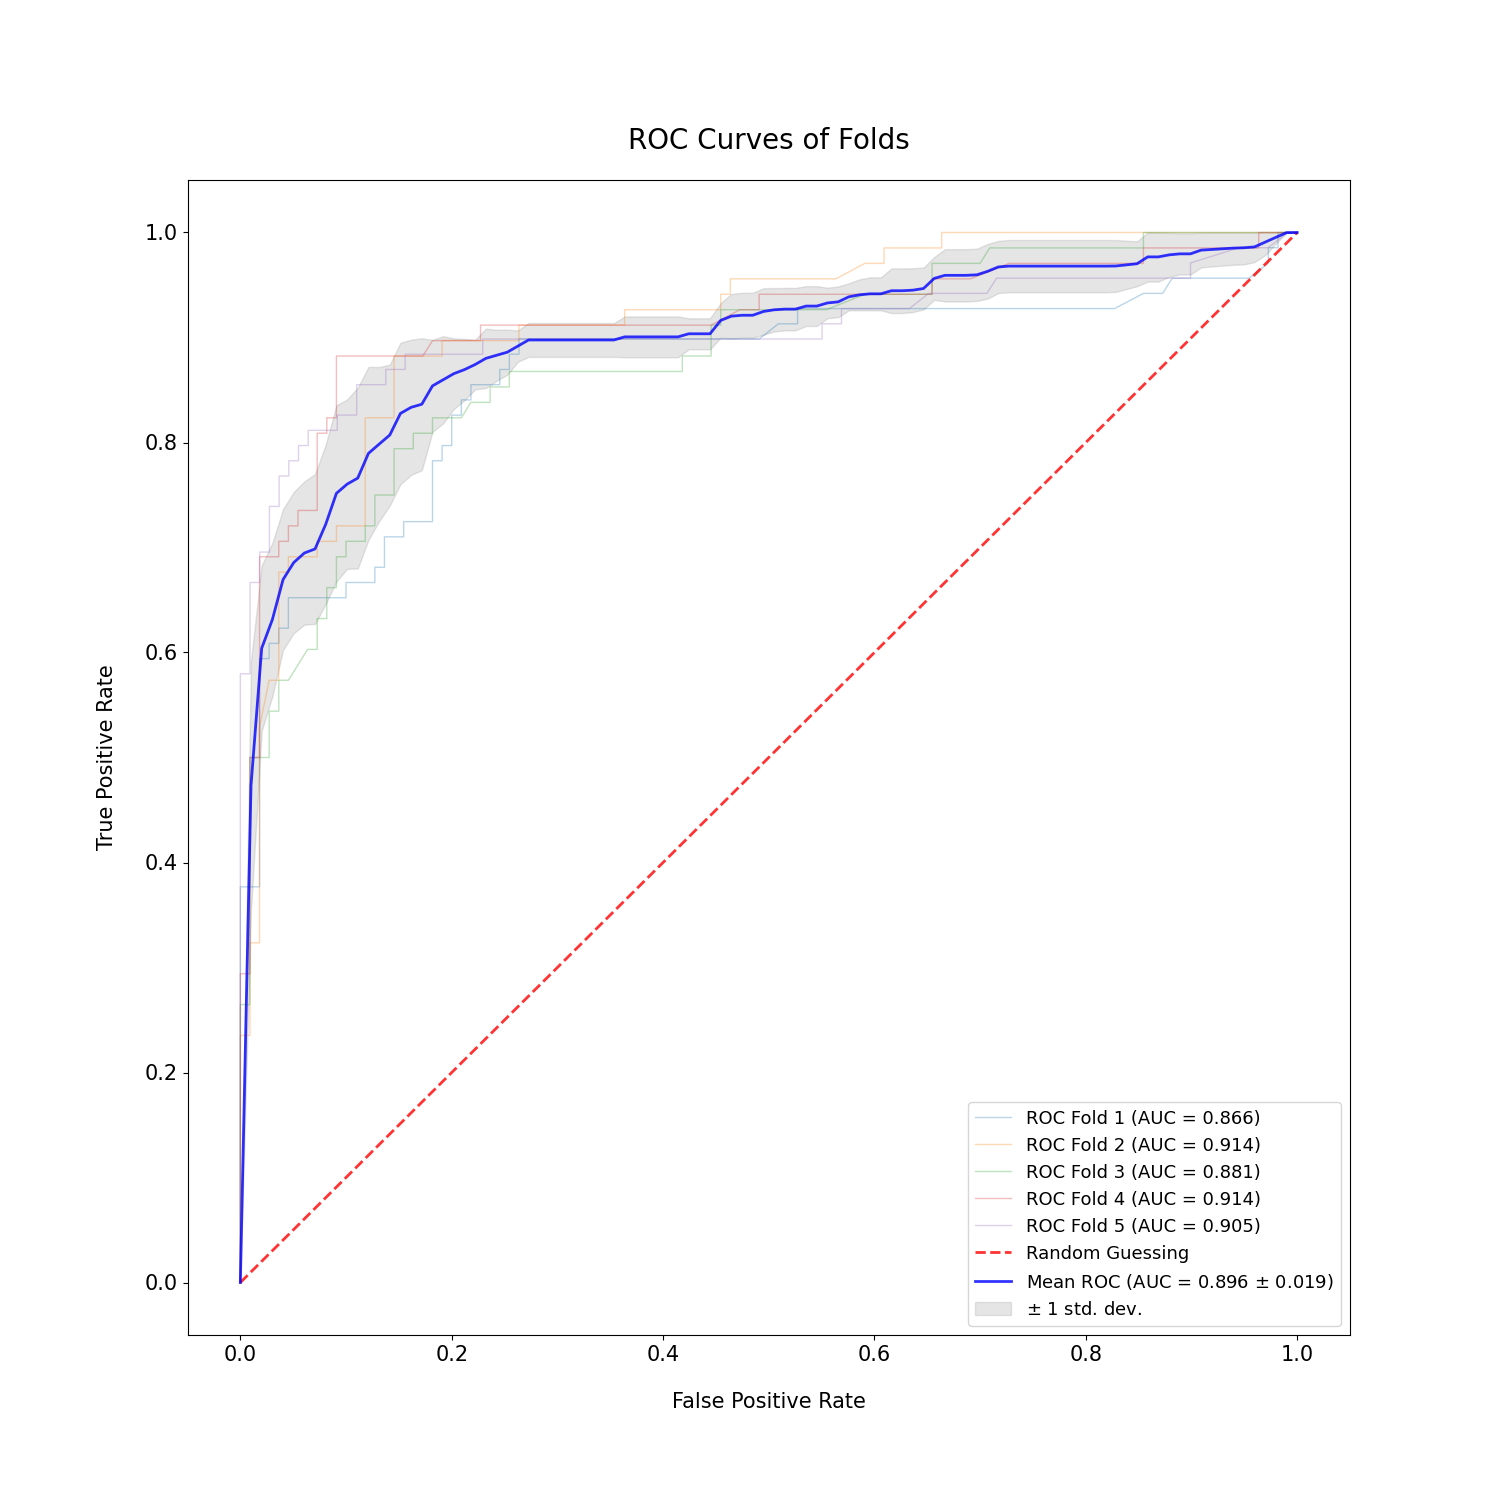 ROC Curves of Folds
1.0
0.8
0.6
0.4
0.2
0.0
True Positive Rate
0.0 0.2 0.4 0.6 0.8 1.0
False Positive Rate
ROC Fold 1 (AUC = 0.866)
ROC Fold 2 (AUC = 0.914)
ROC Fold 3 (AUC = 0.881)
ROC Fold 4 (AUC = 0.914)
ROC Fold 5 (AUC = 0.905)
Random Guessing
Mean ROC (AUC = 0.896 ± 0.019)
± 1 std. dev.